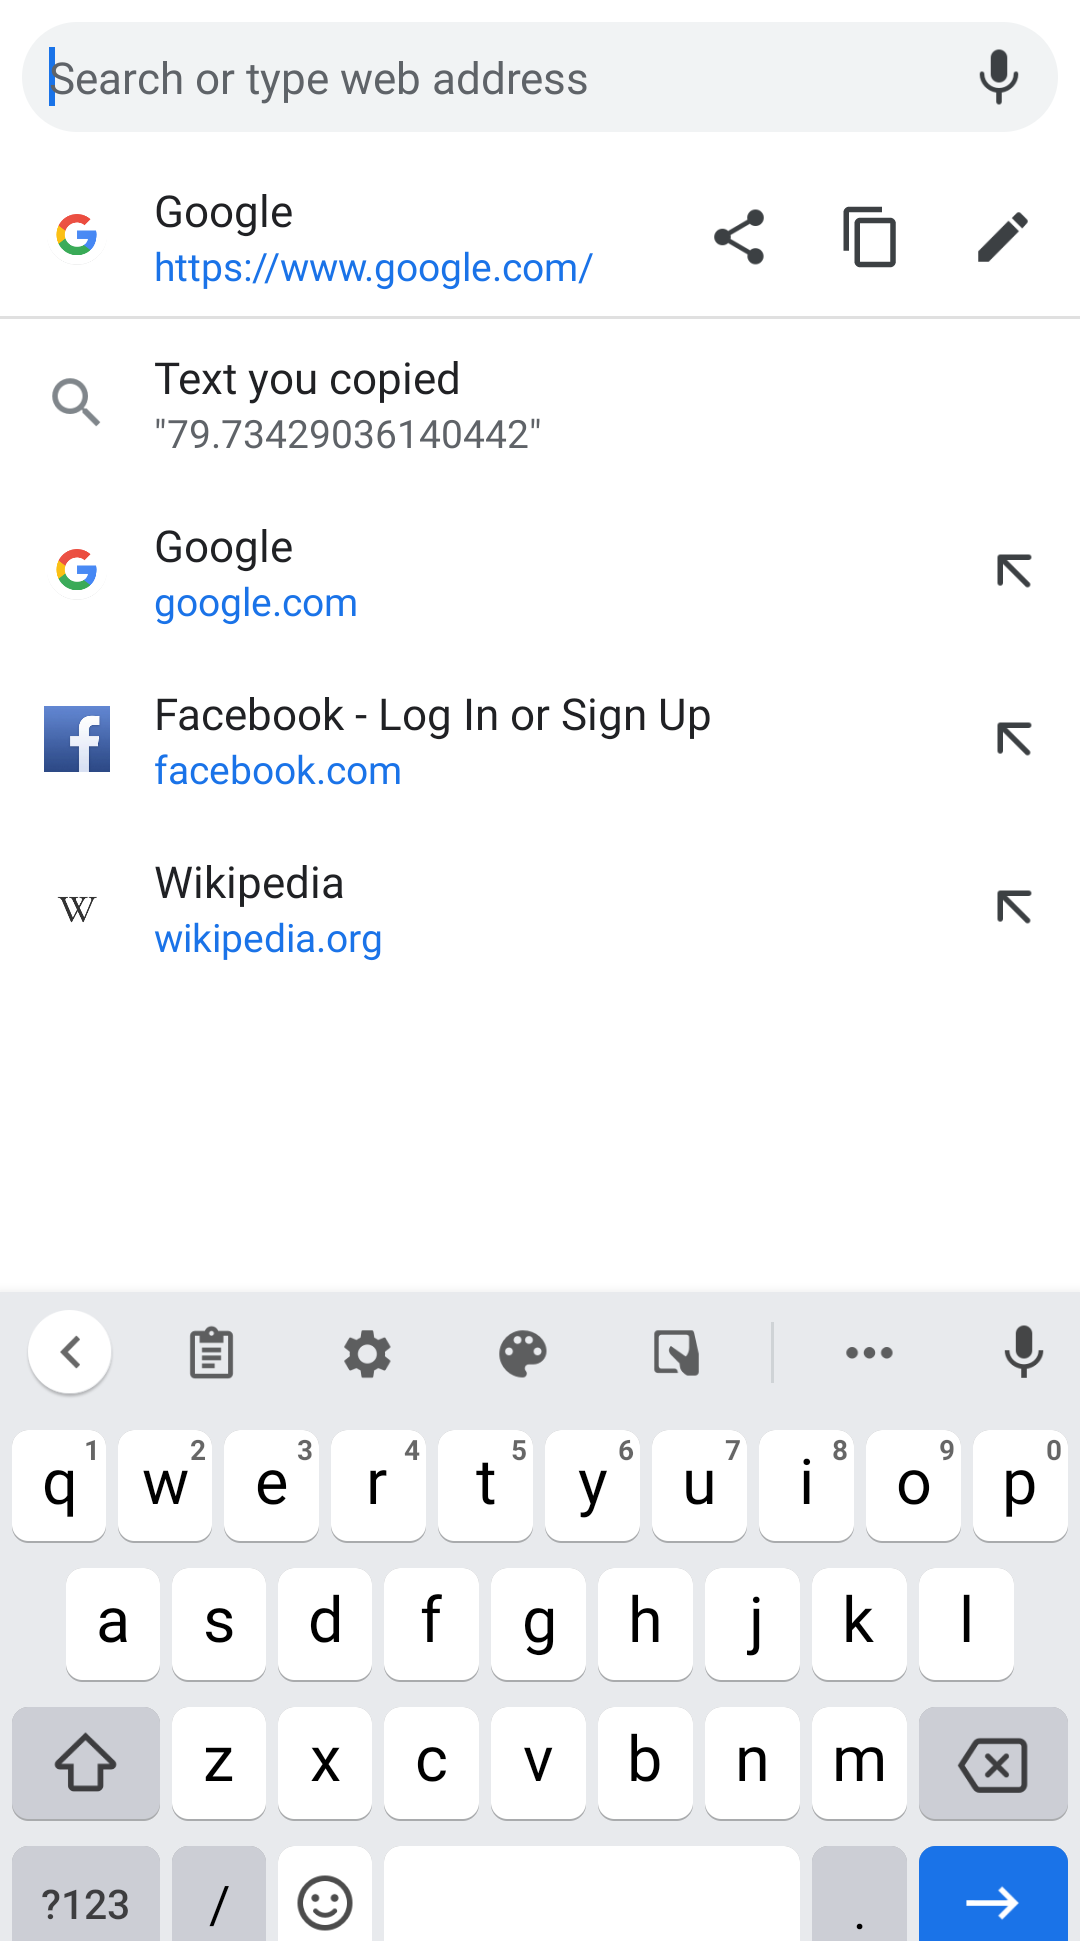 Search or type web address
Google
https://www.google.com/
Text you copied
"79.73429036140442"
Google
google.com
Facebook - Log In or Sign Up
facebook.com
W
Wikipedia
wikipedia.org
q 1 w 2 e 3 r 4 t 5 y 6 u 7 i 8 o 9 p 0
a s d f g h j k l
z x c v b n m
?123 / .